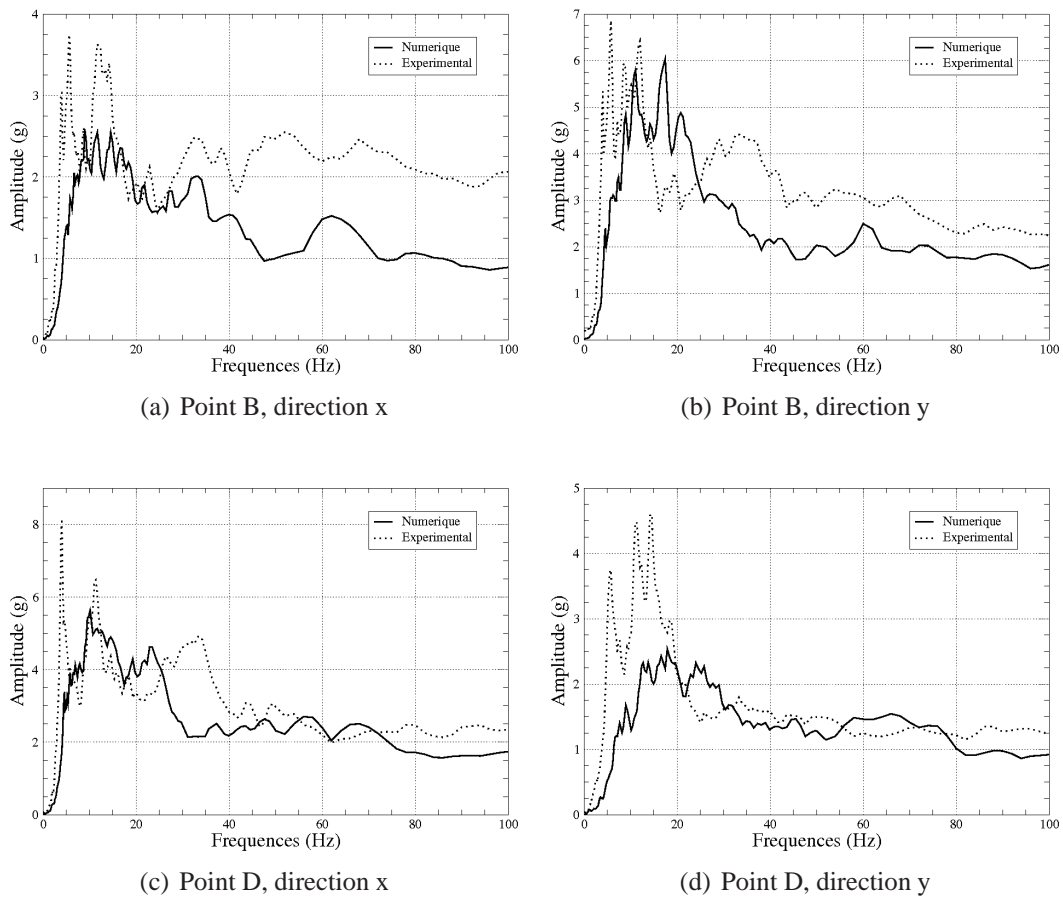 4
3
2
1
0
Amplitude (g)
Numerique
Experimental
0 20 40 60 80 100
Frequences (Hz)
(a) Point B, direction x
7
6
5
4
3
2
1
0
Amplitude (g)
Numerique
Experimental
0 20 40 60 80 100
Frequences (Hz)
(b) Point B, direction y
8
6
4
2
0
Amplitude (g)
Numerique
Experimental
0 20 40 60 80 100
Frequences (Hz)
(c) Point D, direction x
5
4
3
2
1
0
Amplitude (g)
Numerique
Experimental
0 20 40 60 80 100
Frequences (Hz)
(d) Point D, direction y